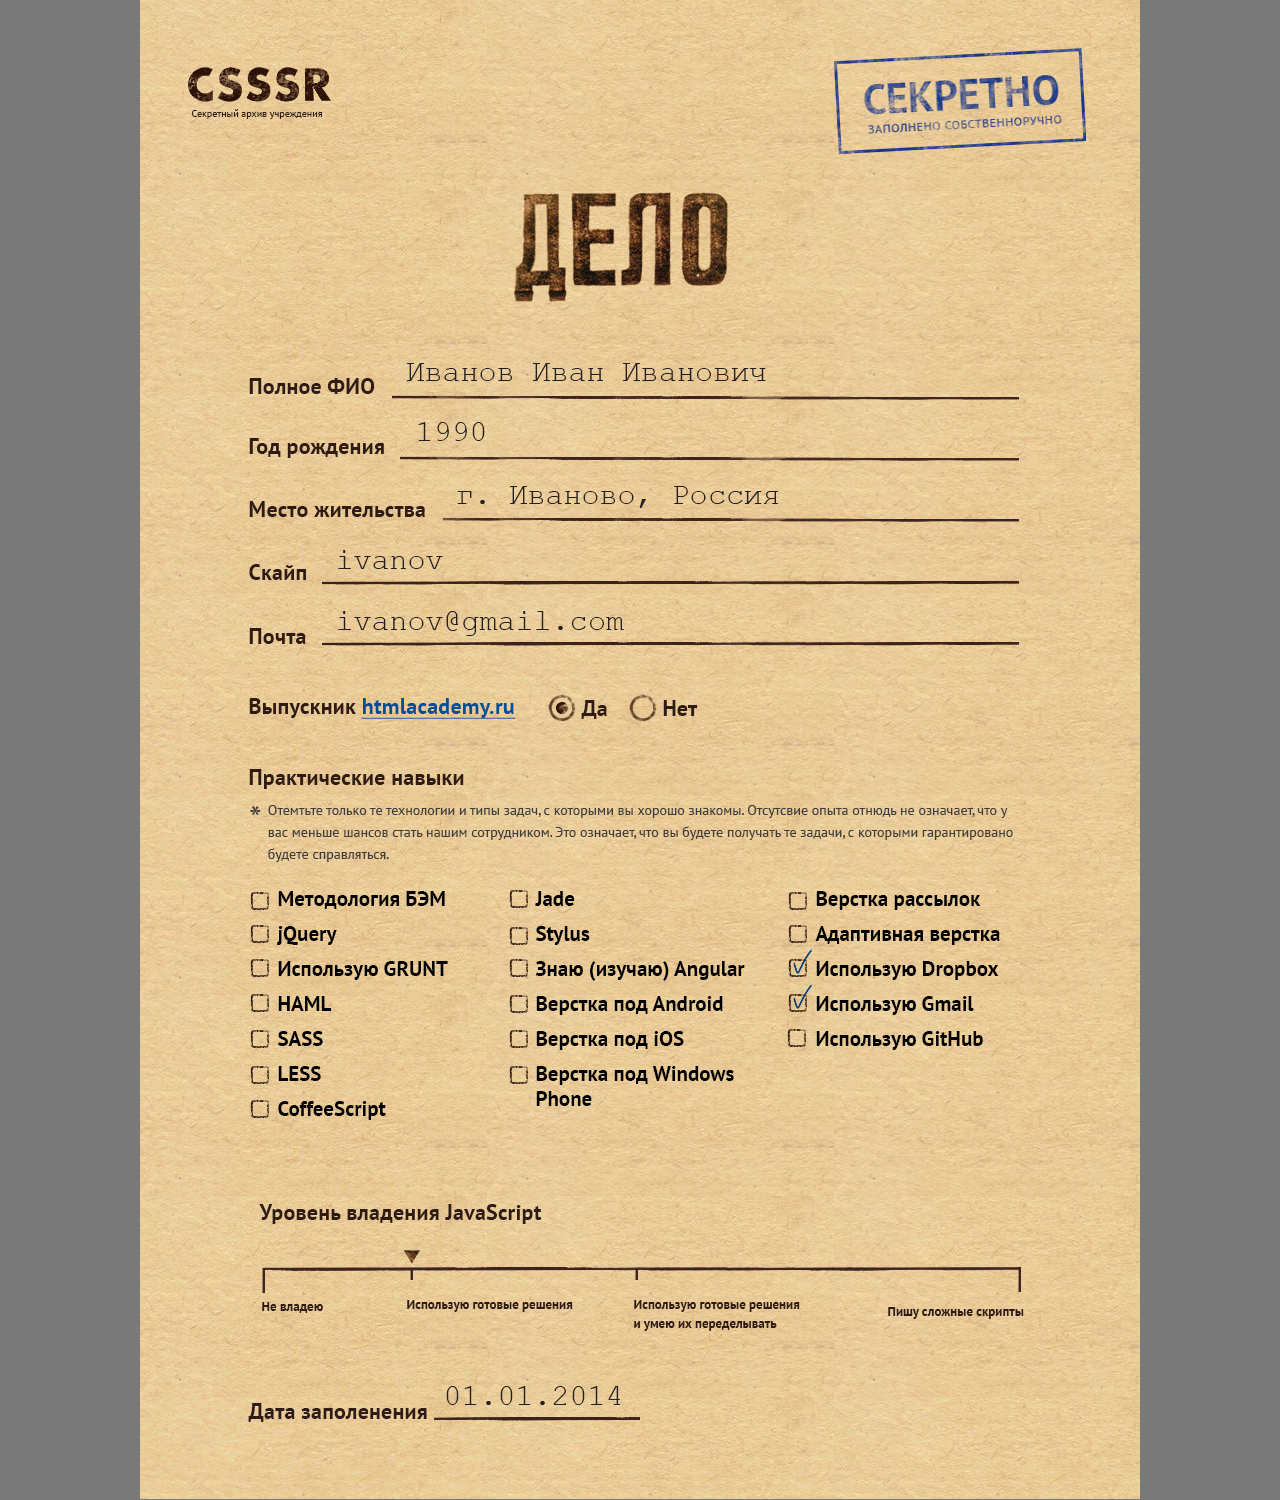 CSSSR
Секретный архив учреждения
СЕКРЕТНО
ЗАПОЛНЕНО СОБСТВЕННОРУЧНО
ДЕЛО
Полное ФИО Иванов Иван Иванович
Год рождения 1990
Место жительства г. Иваново, Россия
Скайп ivanov
Почта ivanov@gmail.com
Выпускник htmlacademy.ru Да Нет
Практические навыки
* Отемтьте только те технологии и типы задач, с которыми вы хорошо знакомы. Отсутсвие опыта отнюдь не означает, что у
вас меньше шансов стать нашим сотрудником. Это означает, что вы будете получать те задачи, с которыми гарантировано
будете справляться.
Методология БЭМ
jQuery
Использую GRUNT
HAML
SASS
LESS
CoffeeScript
Jade
Stylus
Знаю (изучаю) Angular
Верстка под Android
Верстка под iOS
Верстка под Windows
Phone
Верстка рассылок
Адаптивная верстка
Использую Dropbox
Использую Gmail
Использую GitHub
Уровень владения JavaScript
Не владею
Использую готовые решения
Использую готовые решения
и умею их переделывать
Пишу сложные скрипты
Дата заполенения 01.01.2014